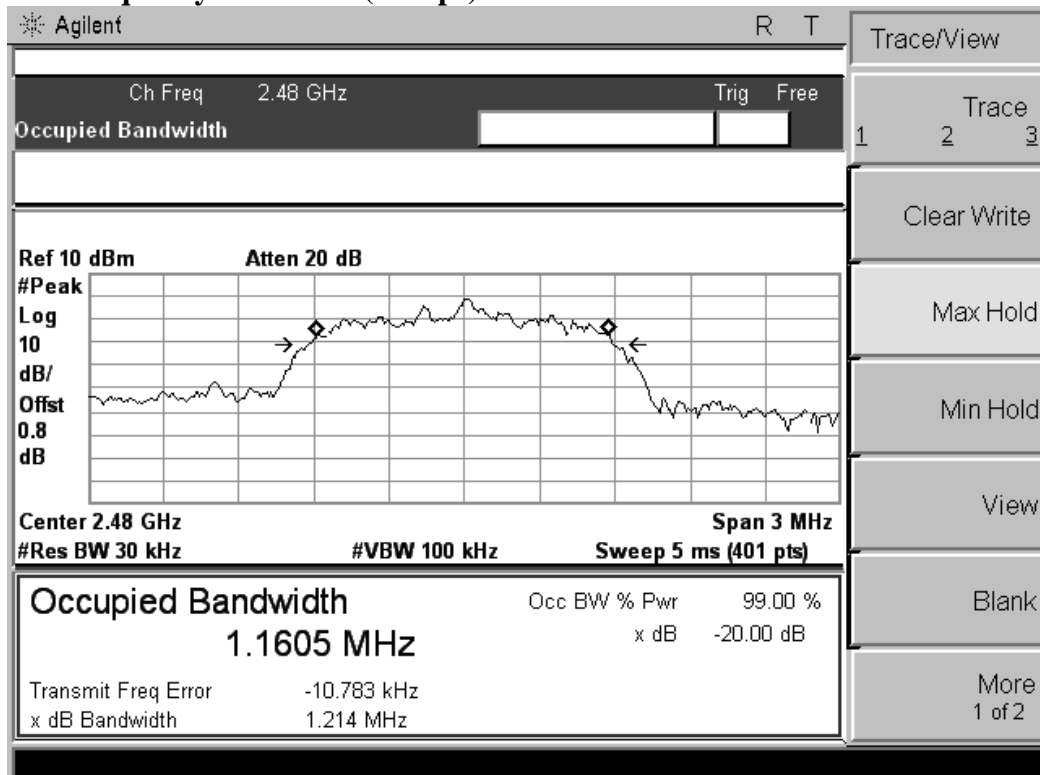 Agilent R T
Trace/View
Ch Freq 2.48 GHz Trig Free
Occupied Bandwidth
Trace
1 2 3
Clear Write
Max Hold
Min Hold
View
Blank
More
1 of 2
Ref 10 dBm Atten 20 dB
#Peak
Log
10
dB/
Offst
0.8
dB
Center 2.48 GHz Span 3 MHz
#Res BW 30 kHz #VBW 100 kHz Sweep 5 ms (401 pts)
Occupied Bandwidth Occ BW % Pwr 99.00 %
1.1605 MHz x dB -20.00 dB
Transmit Freq Error -10.783 kHz
x dB Bandwidth 1.214 MHz